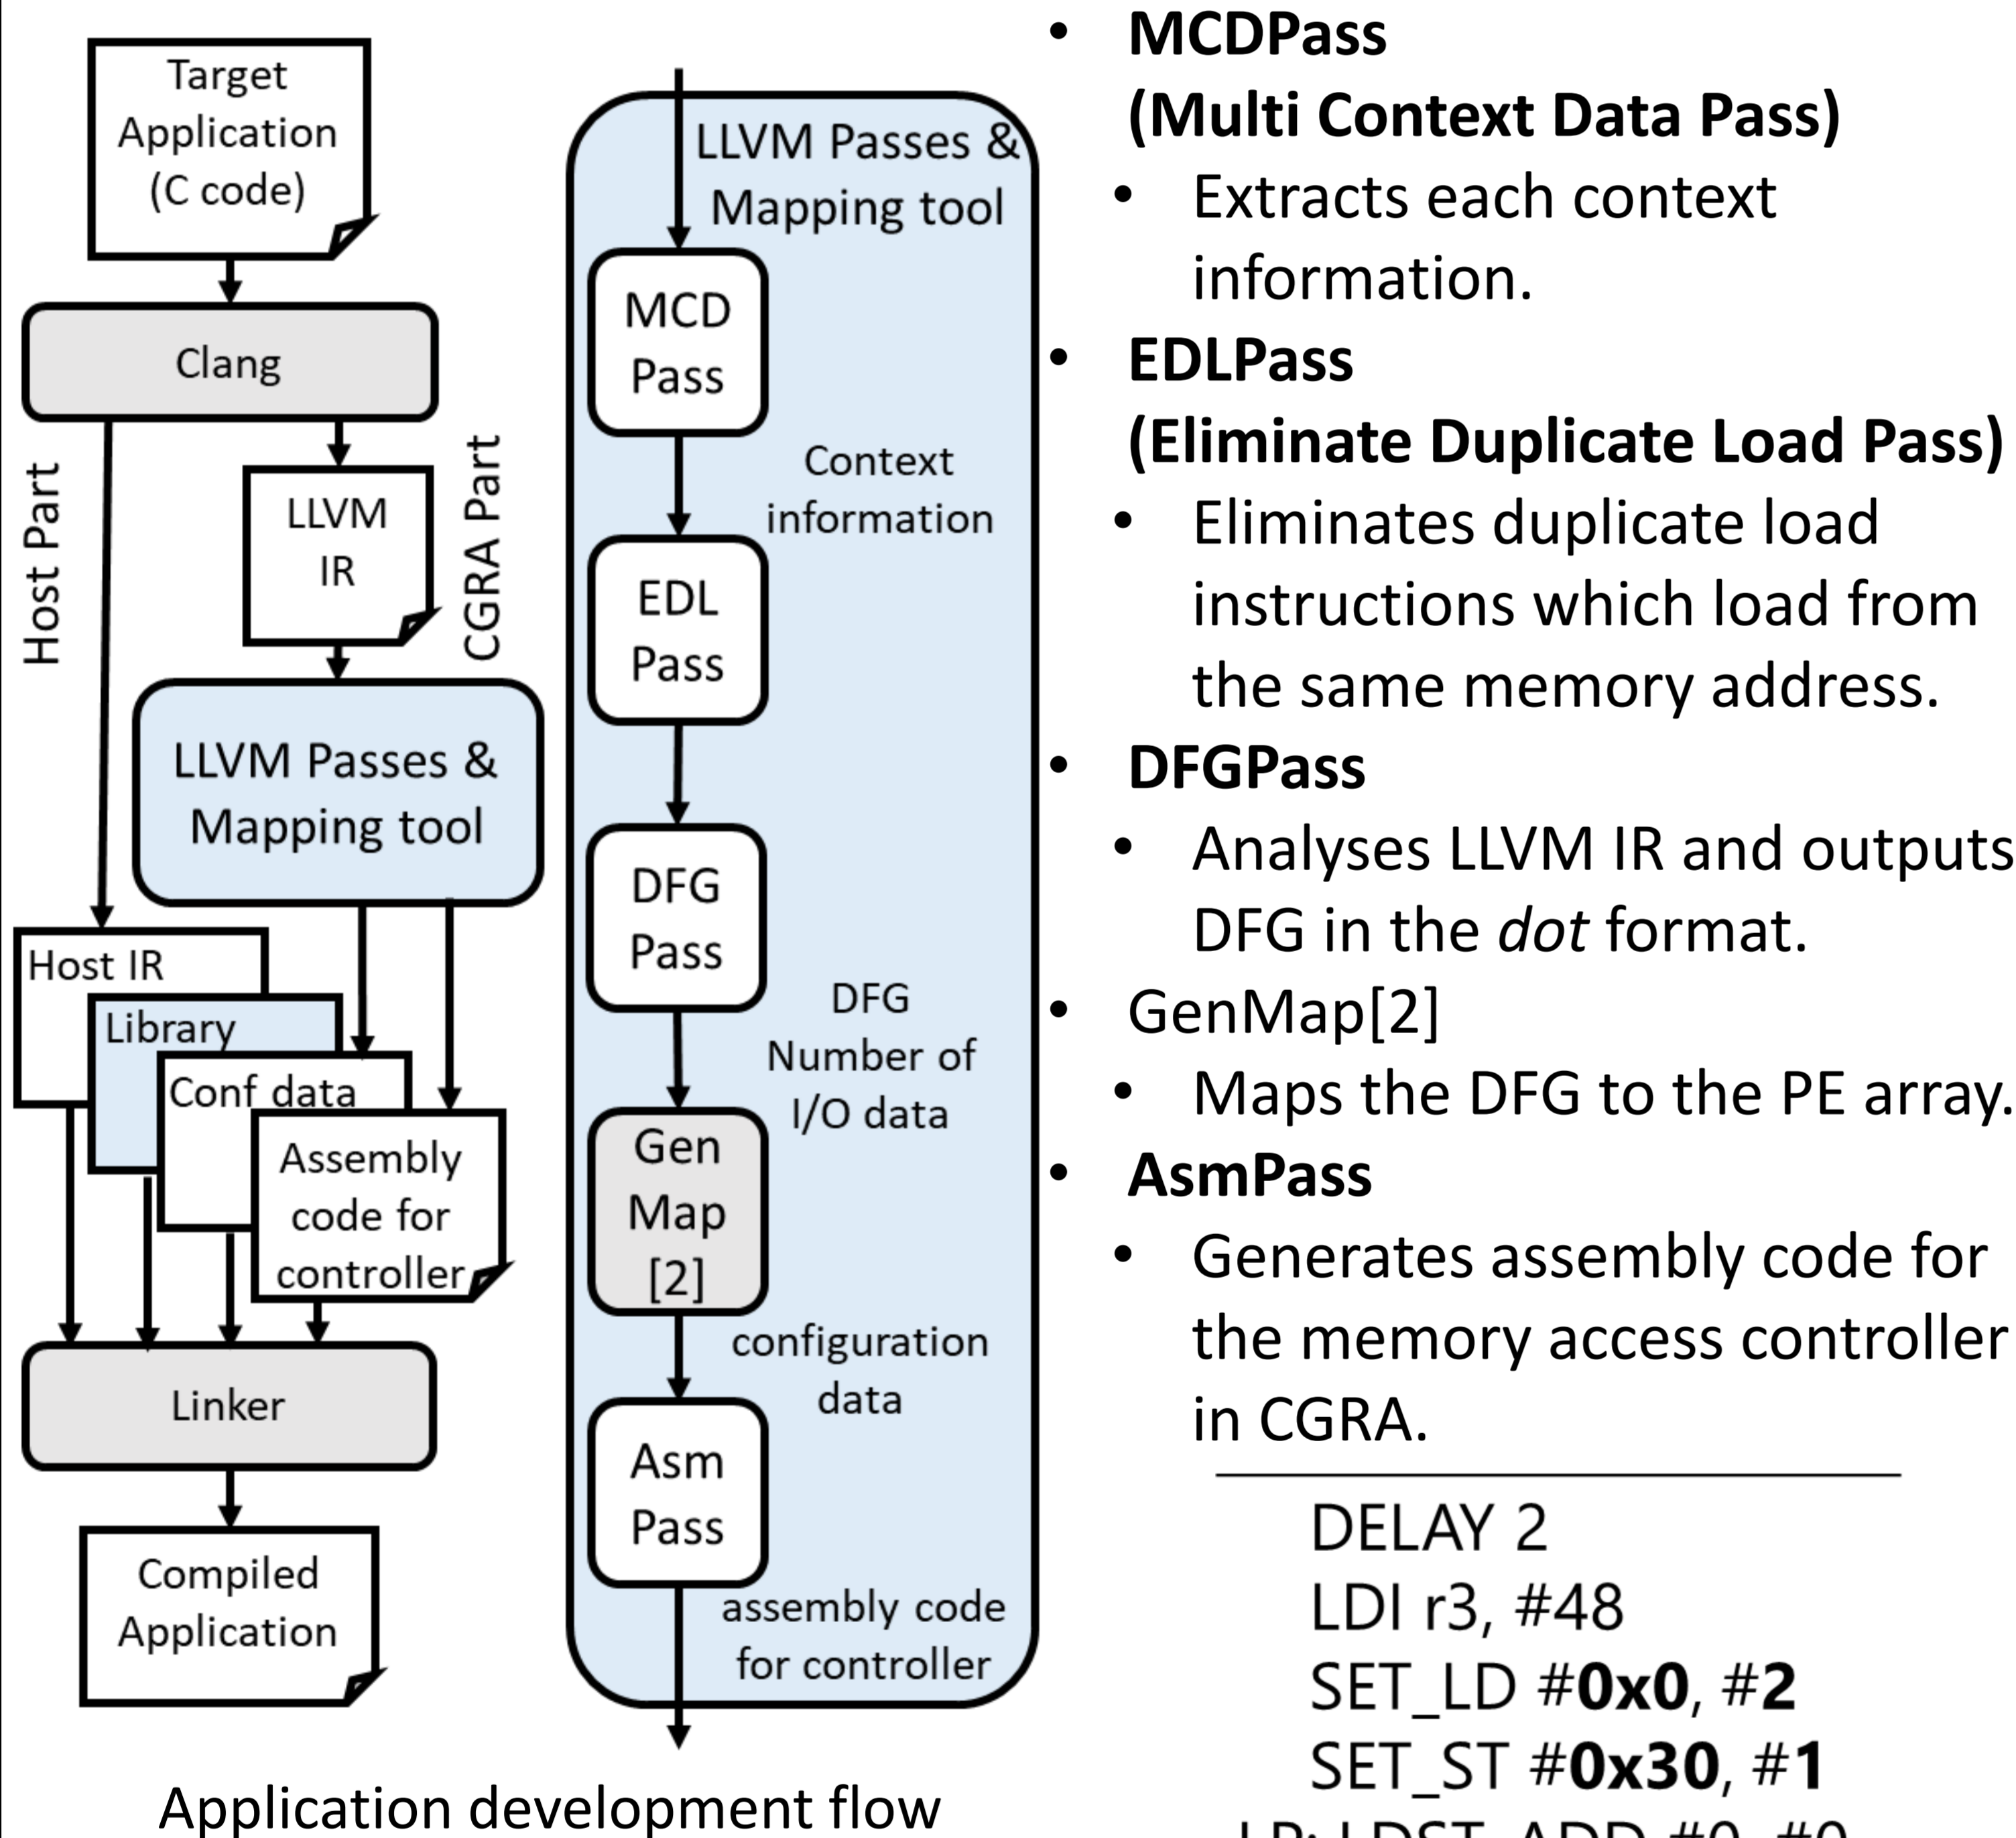 Target
Application
(C code)
Clang
Host Part
LLVM
IR
CGRA Part
LLVM Passes &
Mapping tool
Host IR
Library
Conf data
Assembly
code for
controller
Linker
Compiled
Application
LLVM Passes &
Mapping tool
MCD
Pass
Context
information
EDL
Pass
DFG
Pass
DFG
Number of
I/O data
Gen
Map
[2]
configuration
data
Asm
Pass
assembly code
for controller
Application development flow
• MCDPass
(Multi Context Data Pass)
• Extracts each context
information.
• EDLPass
(Eliminate Duplicate Load Pass)
• Eliminates duplicate load
instructions which load from
the same memory address.
• DFGPass
• Analyses LLVM IR and outputs
DFG in the dot format.
• GenMap[2]
• Maps the DFG to the PE array.
• AsmPass
• Generates assembly code for
the memory access controller
in CGRA.
DELAY 2
LDI r3, #48
SET_LD #0x0, #2
SET_ST #0x30, #1
LDST_ADD #0, #0